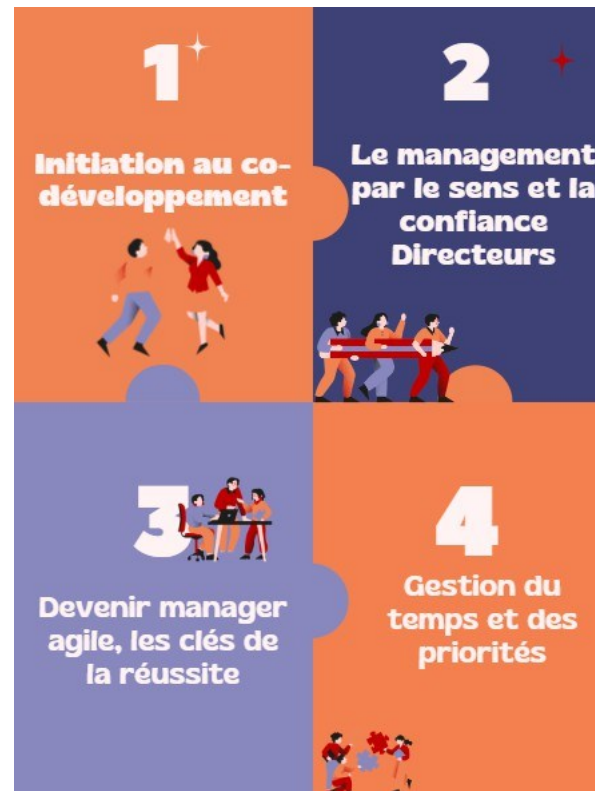 1
Initiation au co-
développement
2
Le management
par le sens et la
confiance
Directeurs
3
Devenir manager
agile, les clés de
la réussite
4
Gestion du
temps et des
priorités